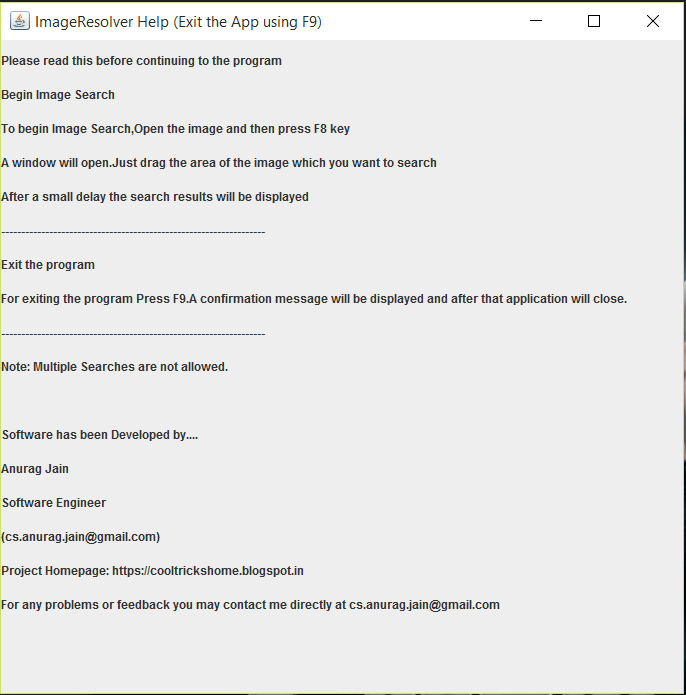 ImageResolver Help (Exit the App using F9)
Please read this before continuing to the program
Begin Image Search
To begin Image Search,Open the image and then press F8 key
A window will open.Just drag the area of the image which you want to search
After a small delay the search results will be displayed
------------------------------------------------------------------
Exit the program
For exiting the program Press F9.A confirmation message will be displayed and after that application will close.
------------------------------------------------------------------
Note: Multiple Searches are not allowed.
Software has been Developed by....
Anurag Jain
Software Engineer
(cs.anurag.jain@gmail.com)
Project Homepage: https://cooltrickshome.blogspot.in
For any problems or feedback you may contact me directly at cs.anurag.jain@gmail.com